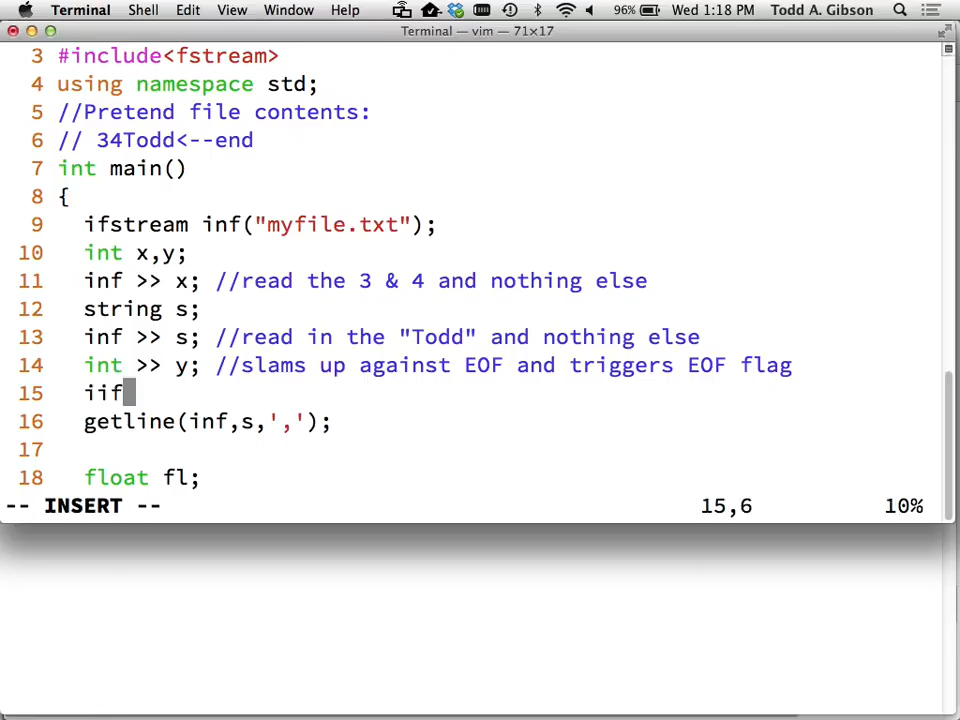 Terminal Shell Edit View Window Help 96% Wed 1:18 PM Todd A. Gibson
Terminal — vim — 71×17
3 #include<fstream>
4 using namespace std;
5 //Pretend file contents:
6 // 34Todd<--end
7 int main()
8 {
9   ifstream inf("myfile.txt");
10   int x,y;
11   inf >> x; //read the 3 & 4 and nothing else
12   string s;
13   inf >> s; //read in the "Todd" and nothing else
14   int >> y; //slams up against EOF and triggers EOF flag
15   iif
16   getline(inf,s,',');
17
18   float fl;
-- INSERT -- 15,6 10%